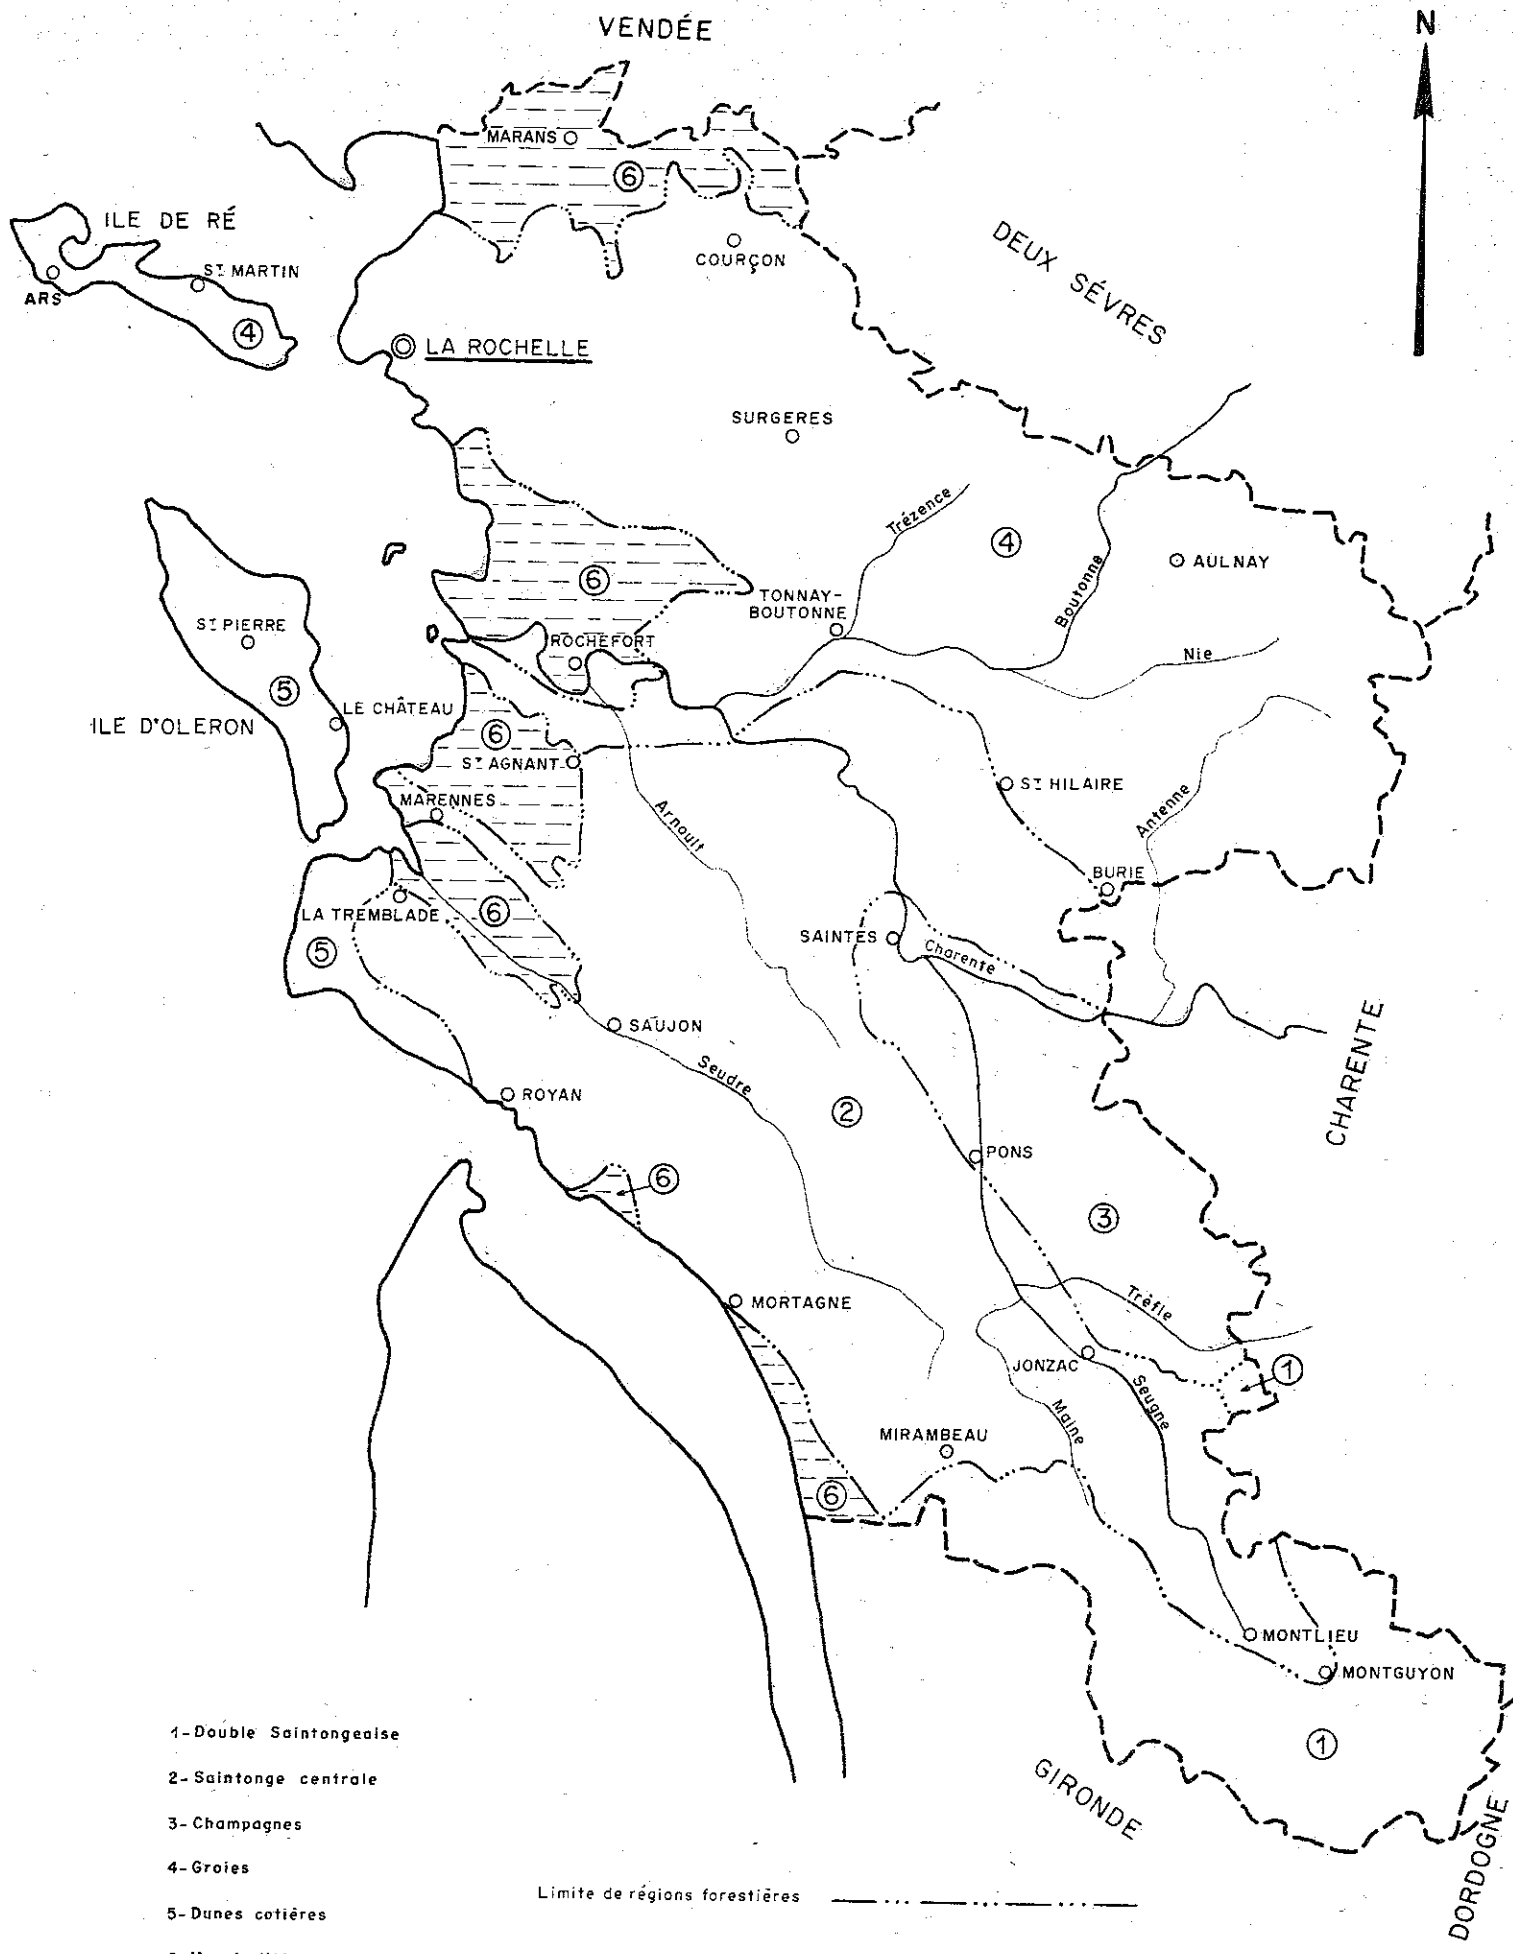 VENDÉE
N
MARANS
6
ILE DE RÉ
DEUX SÉVRES
COURÇON
ST MARTIN
ARS
4
LA ROCHELLE
SURGERES
Trézence
4
Boutonne
AULNAY
6
TONNAY-
BOUTONNE
ST PIERRE
ROCHEFORT
Nie
5
LE CHÂTEAU
ILE D'OLERON
6
ST AGNANT
ST HILAIRE
MARENNES
Arnoult
Antenne
BURIE
LA TREMBLADE
6
SAINTES
5
Charente
SAUJON
CHARENTE
Seudre
ROYAN
2
PONS
6
3
MORTAGNE
Tréfle
JONZAC
1
Seugne
Maine
MIRAMBEAU
6
MONTLIEU
MONTGUYON
1
GIRONDE
DORDOGNE
1-Double Saintongeaise
2-Saintonge centrale
3-Champagnes
4-Groies
5-Dunes cotiéres
Limite de régions forestiéres